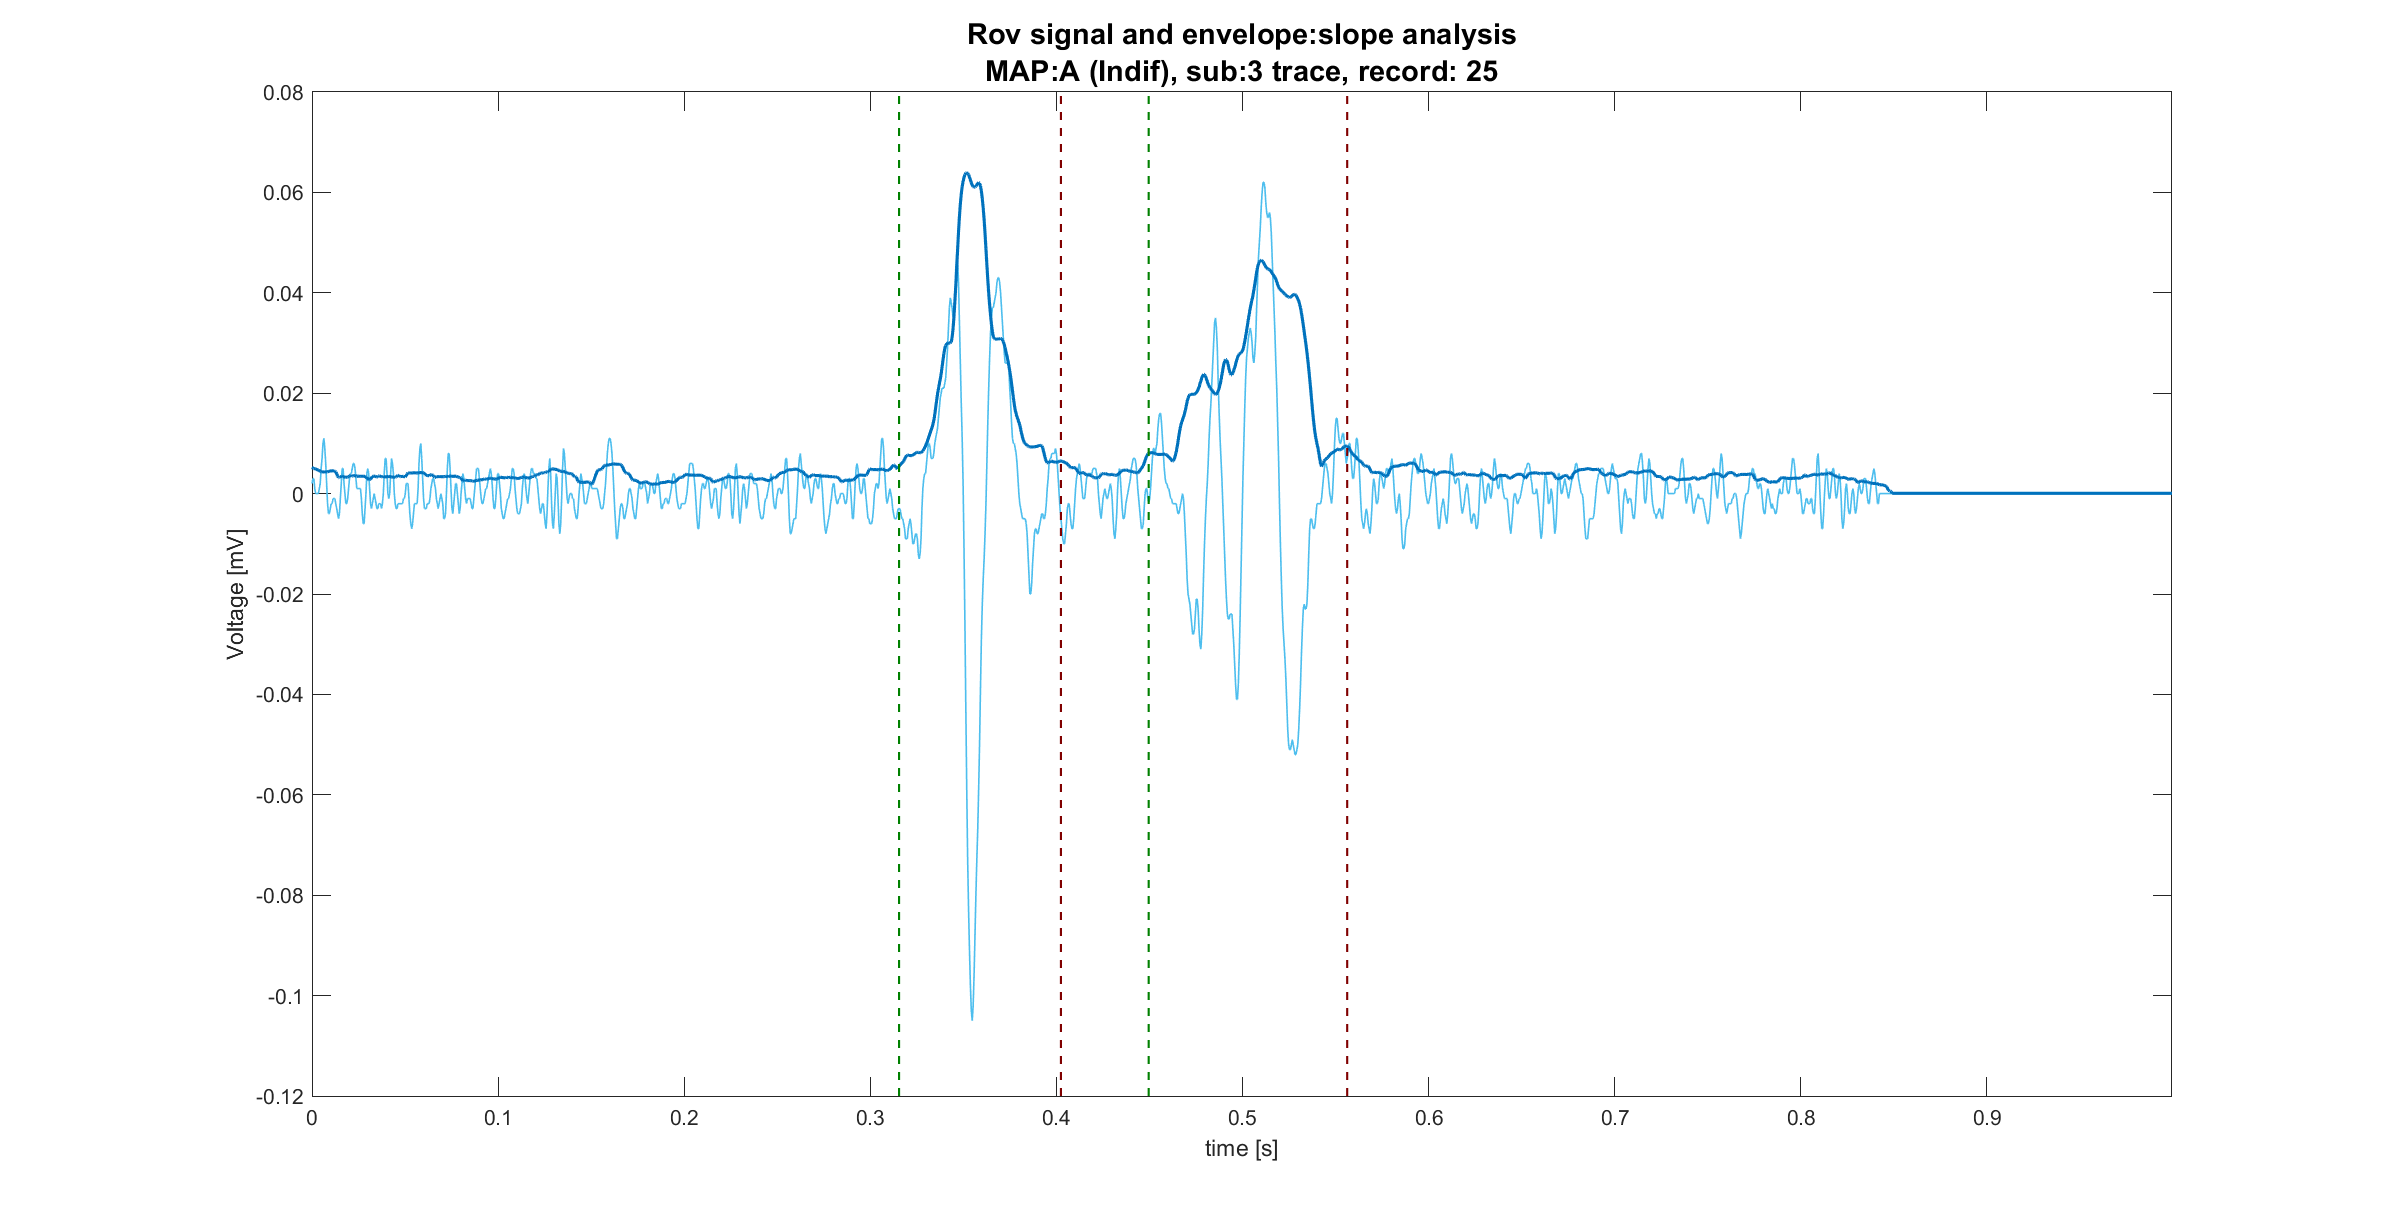 Rov signal and envelope:slope analysis
MAP:A (Indif), sub:3 trace, record: 25
0.08
0.06
0.04
0.02
0
-0.02
-0.04
-0.06
-0.08
-0.1
-0.12
Voltage [mV]
0 0.1 0.2 0.3 0.4 0.5 0.6 0.7 0.8 0.9
time [s]